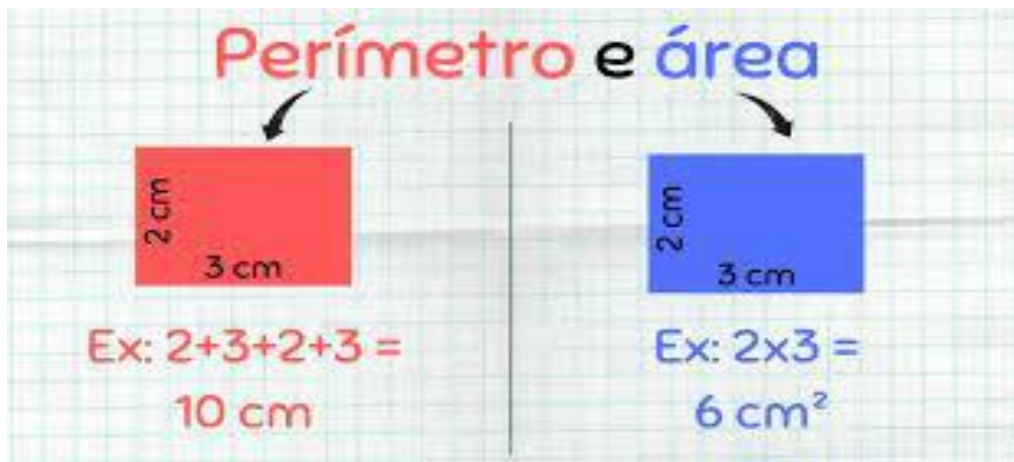 Perímetro e área
2 cm
3 cm
Ex: 2+3+2+3 =
10 cm
2 cm
3 cm
Ex: 2x3 =
6 cm²